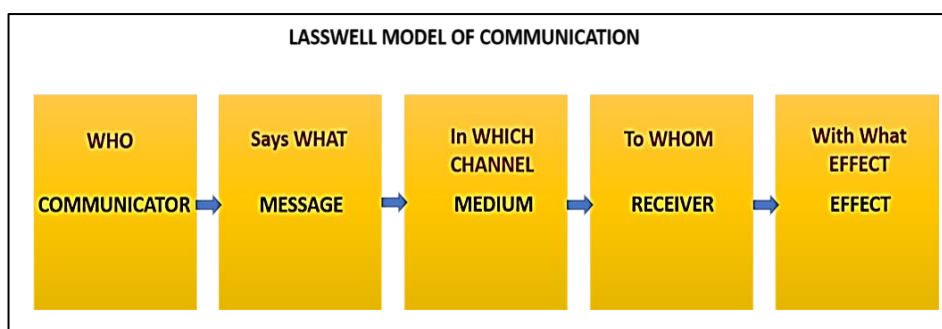 LASSWELL MODEL OF COMMUNICATION
WHO
COMMUNICATOR
Says WHAT
MESSAGE
In WHICH
CHANNEL
MEDIUM
To WHOM
RECEIVER
With What
EFFECT
EFFECT